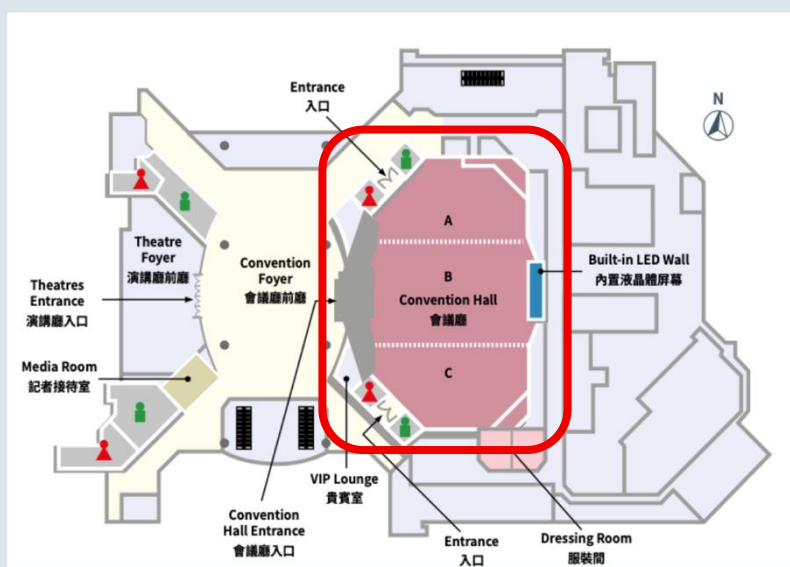 Entrance
入口
N
A
Theatre
Foyer
演講廳前廳
Convention
Foyer
會議廳前廳
B
Convention Hall
會議廳
Built-in LED Wall
內置液晶體屏幕
Theatres
Entrance
演講廳入口
Media Room
記者接待室
C
VIP Lounge
貴賓室
Convention
Hall Entrance
會議廳入口
Entrance
入口
Dressing Room
服裝間